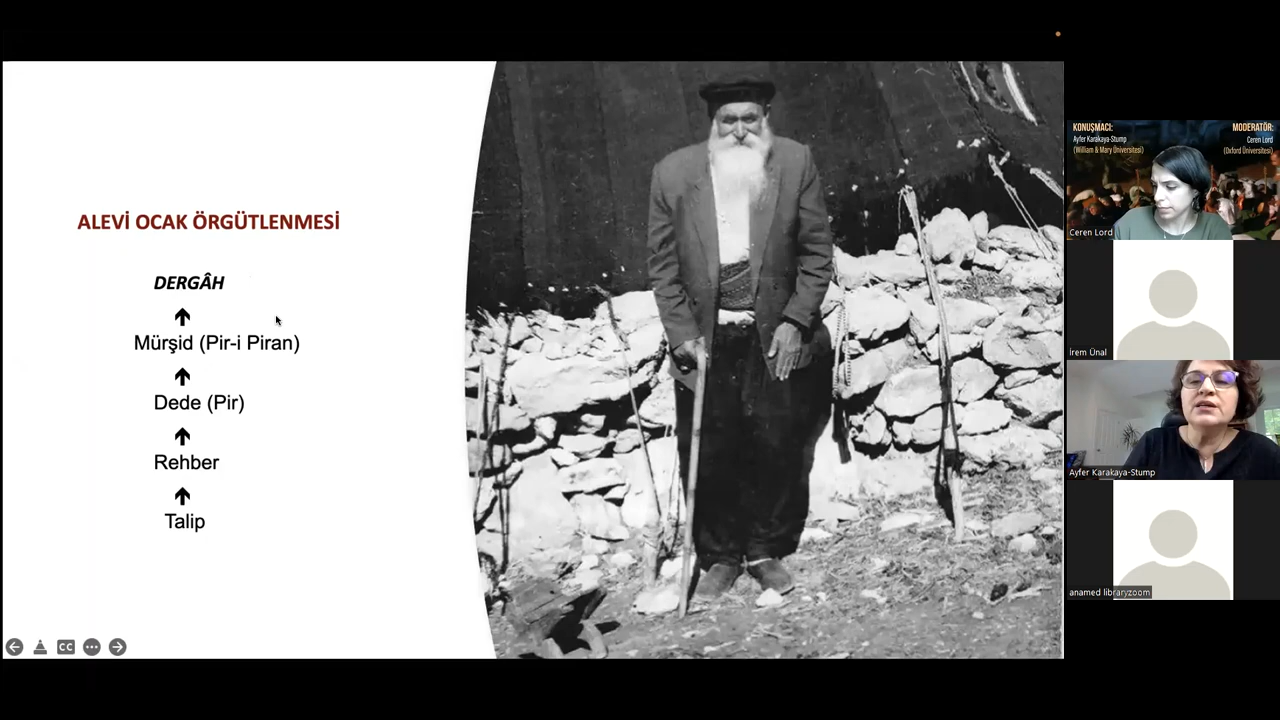 ALEVİ OCAK ÖRGÜTLENMESİ
DERGÂH
Mürşid (Pir-i Piran)
Dede (Pir)
Rehber
Talip
CC
KONUŞMACI:
Ayfer Karakaya-Stump
(William & Mary Üniversitesi)
MODERATÖR:
Ceren Lord
(Oxford Üniversitesi)
Ceren Lord
İrem Ünal
Ayfer Karakaya-Stump
anamed libraryzoom